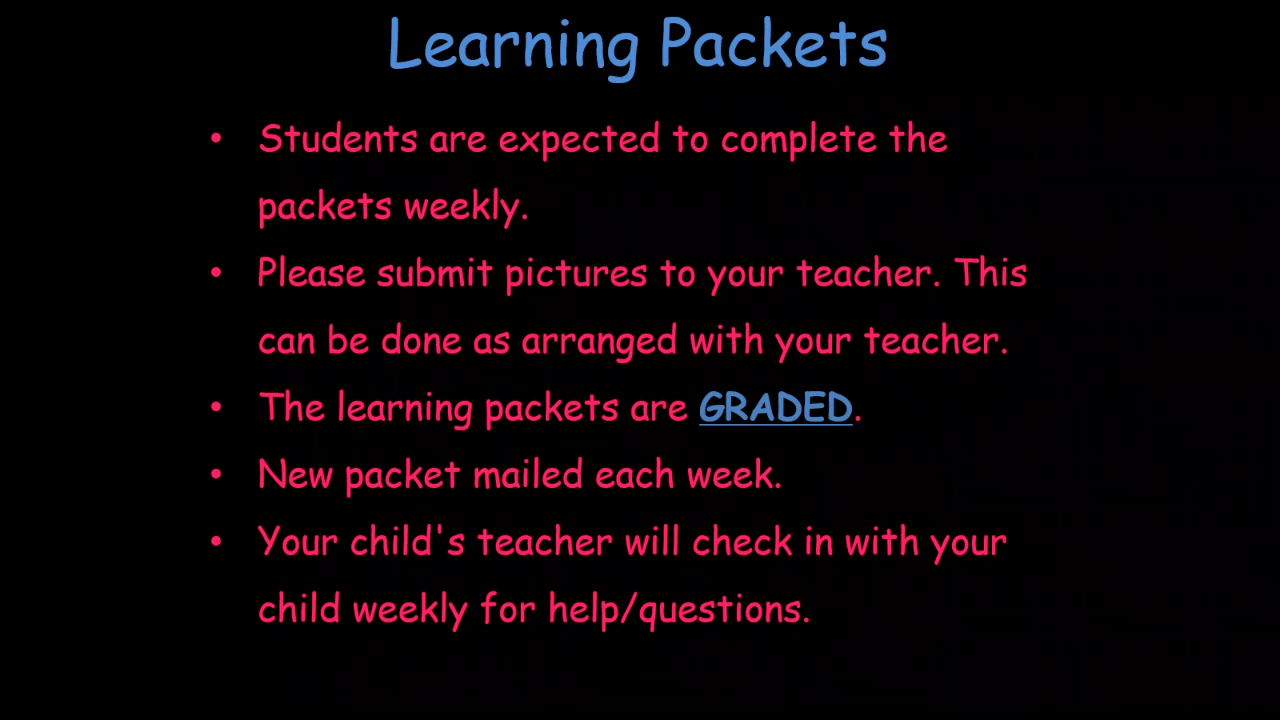 Learning Packets
• Students are expected to complete the
packets weekly.
• Please submit pictures to your teacher. This
can be done as arranged with your teacher.
• The learning packets are GRADED.
• New packet mailed each week.
• Your child's teacher will check in with your
child weekly for help/questions.